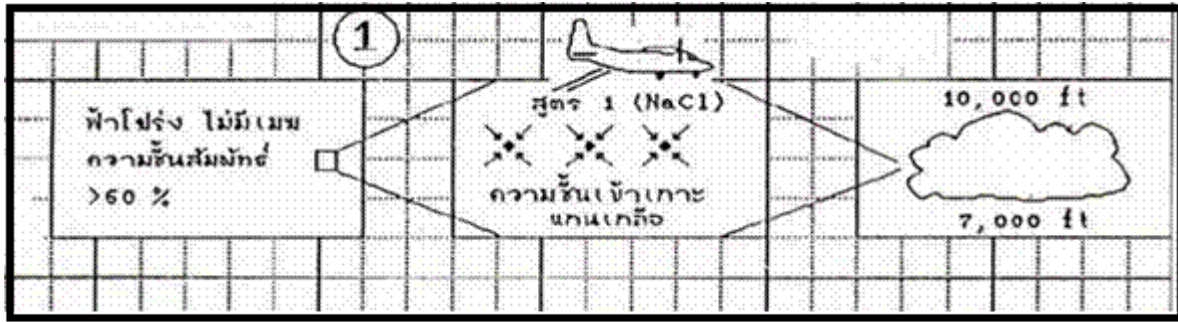 1
ฟ้าโปร่ง ไม่มีเมฆ
ความชื้นสัมพัทธ์
>60 %
สูตร 1 (NaCl)
ความชื้นเข้าเกาะ
แกนเกลือ
10,000 ft
7,000 ft